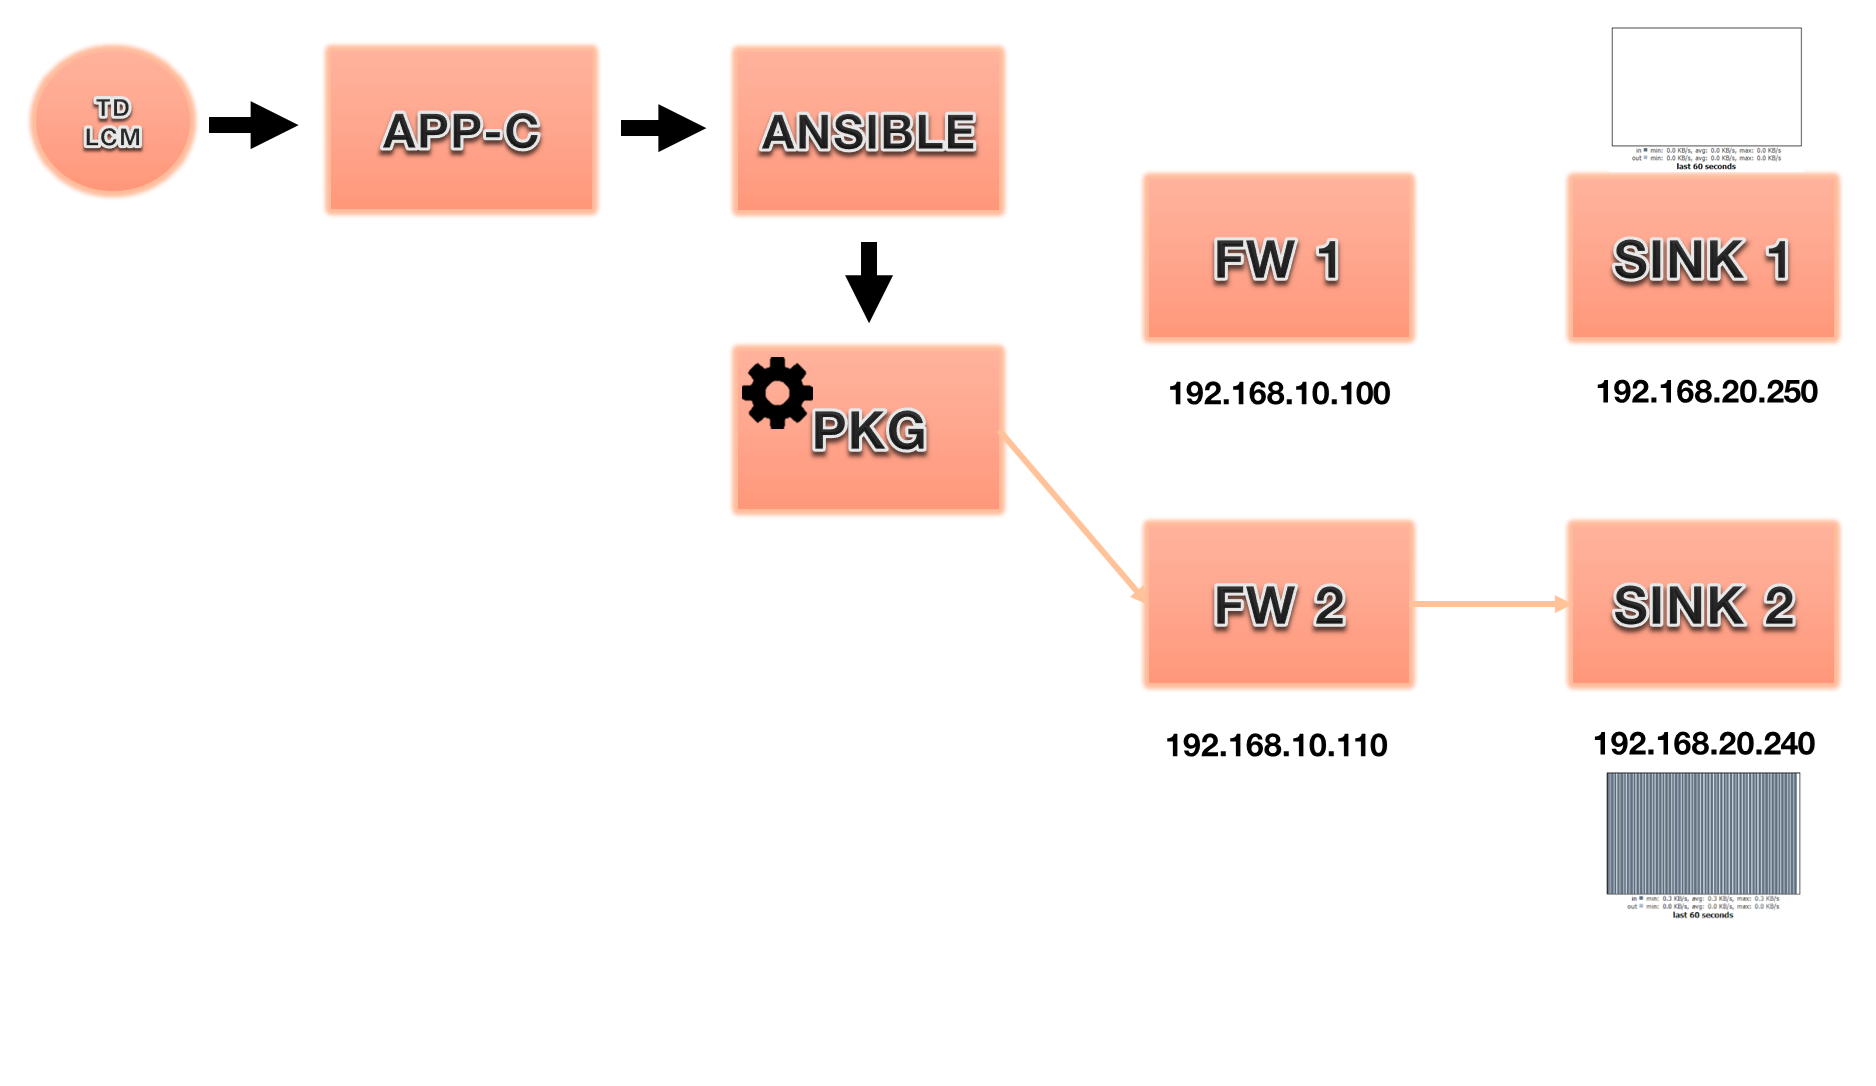 TD
LCM
APP-C
ANSIBLE
in min: 0.0 KB/s, avg: 0.0 KB/s, max: 0.0 KB/s
out min: 0.0 KB/s, avg: 0.0 KB/s, max: 0.0 KB/s
last 60 seconds
FW 1
SINK 1
192.168.10.100
192.168.20.250
PKG
FW 2
SINK 2
192.168.10.110
192.168.20.240
in min: 0.3 KB/s, avg: 0.3 KB/s, max: 0.3 KB/s
out min: 0.0 KB/s, avg: 0.0 KB/s, max: 0.0 KB/s
last 60 seconds